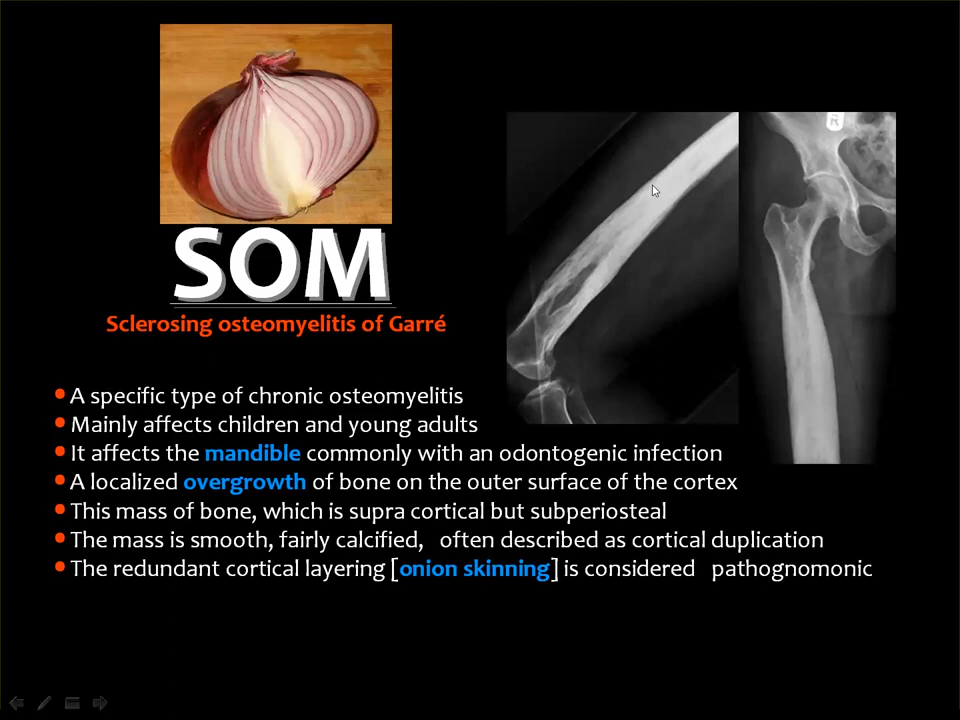 SOM
Sclerosing osteomyelitis of Garré
R
• A specific type of chronic osteomyelitis
• Mainly affects children and young adults
• It affects the mandible commonly with an odontogenic infection
• A localized overgrowth of bone on the outer surface of the cortex
• This mass of bone, which is supra cortical but subperiosteal
• The mass is smooth, fairly calcified, often described as cortical duplication
• The redundant cortical layering [onion skinning] is considered pathognomonic